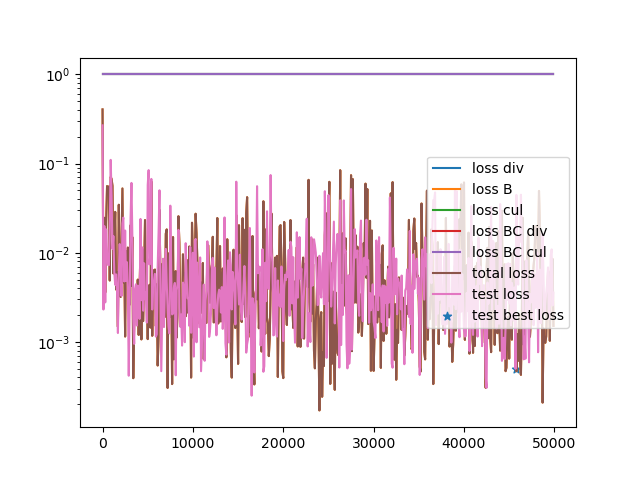 10⁰
10⁻¹
10⁻²
10⁻³
0 10000 20000 30000 40000 50000
loss div
loss B
loss cul
loss BC div
loss BC cul
total loss
test loss
test best loss